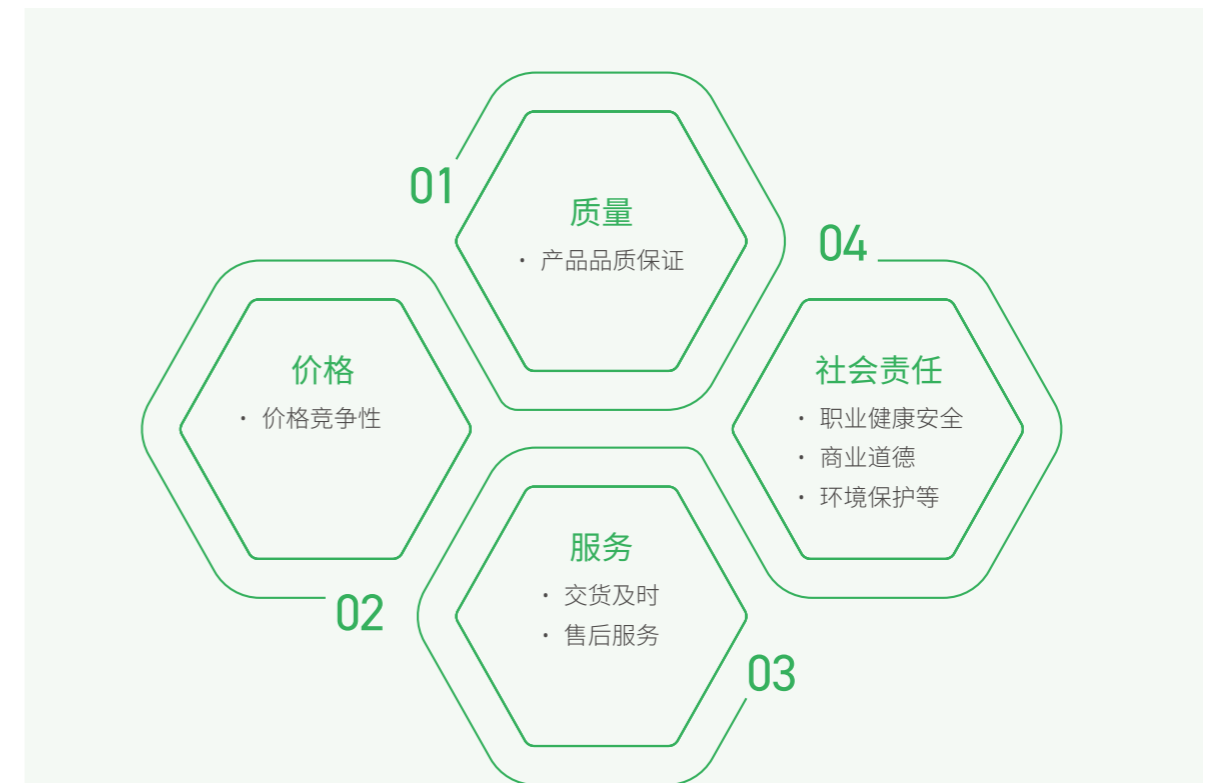 01
质量
· 产品品质保证
02
价格
· 价格竞争性
03
服务
· 交货及时
· 售后服务
04
社会责任
· 职业健康安全
· 商业道德
· 环境保护等